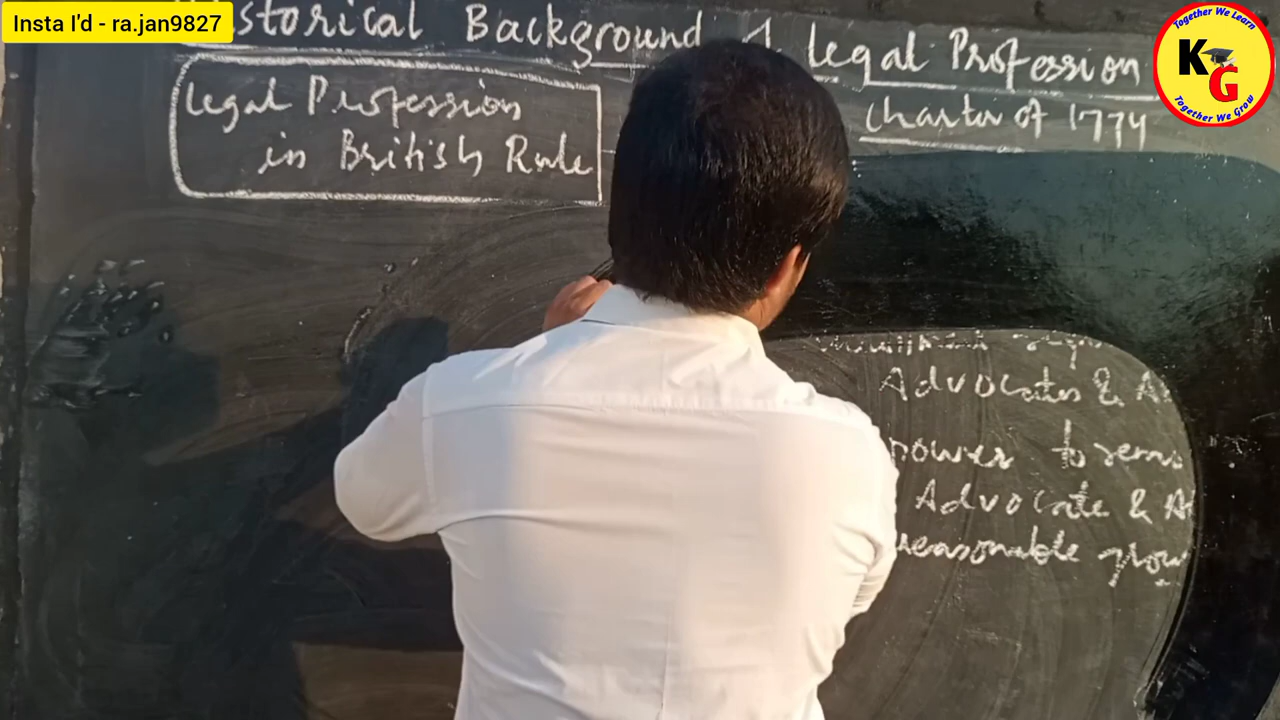 Insta I'd - ra.jan9827
Historical Background of Legal Profession
Legal Profession
in British Rule
Charter of 1774
Advocates & A
power to remo
Advocate & A
reasonable grou
Together We Learn
KG
Together We Grow